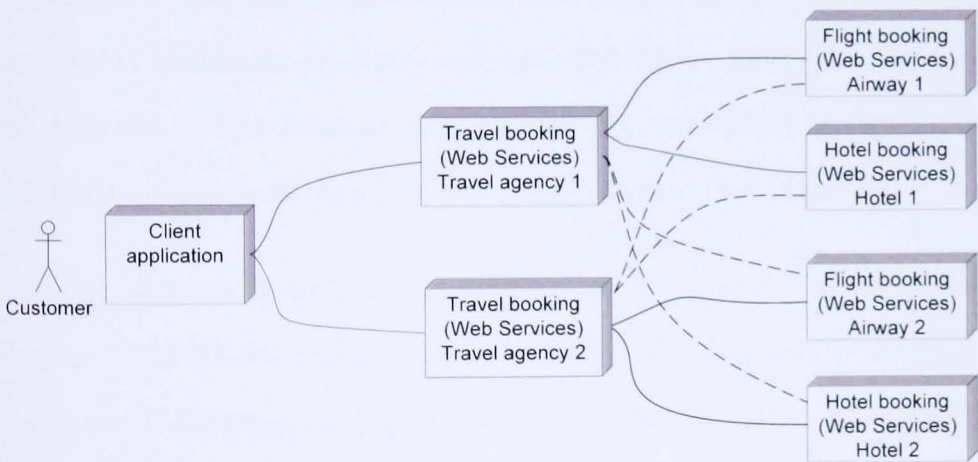 Customer
Client
application
Travel booking
(Web Services)
Travel agency 1
Travel booking
(Web Services)
Travel agency 2
Flight booking
(Web Services)
Airway 1
Hotel booking
(Web Services)
Hotel 1
Flight booking
(Web Services)
Airway 2
Hotel booking
(Web Services)
Hotel 2